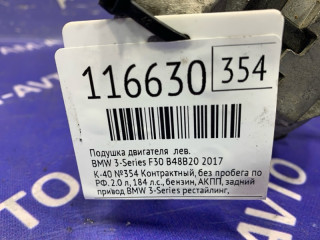 116630 354
Подушка двигателя лев.
BMW 3-Series F30 B48B20 2017
К-40 №354 Контрактный, без пробега по
РФ. 2.0 л, 184 л.с., бензин, АКПП, задний
привод BMW 3-Series рестайлинг,